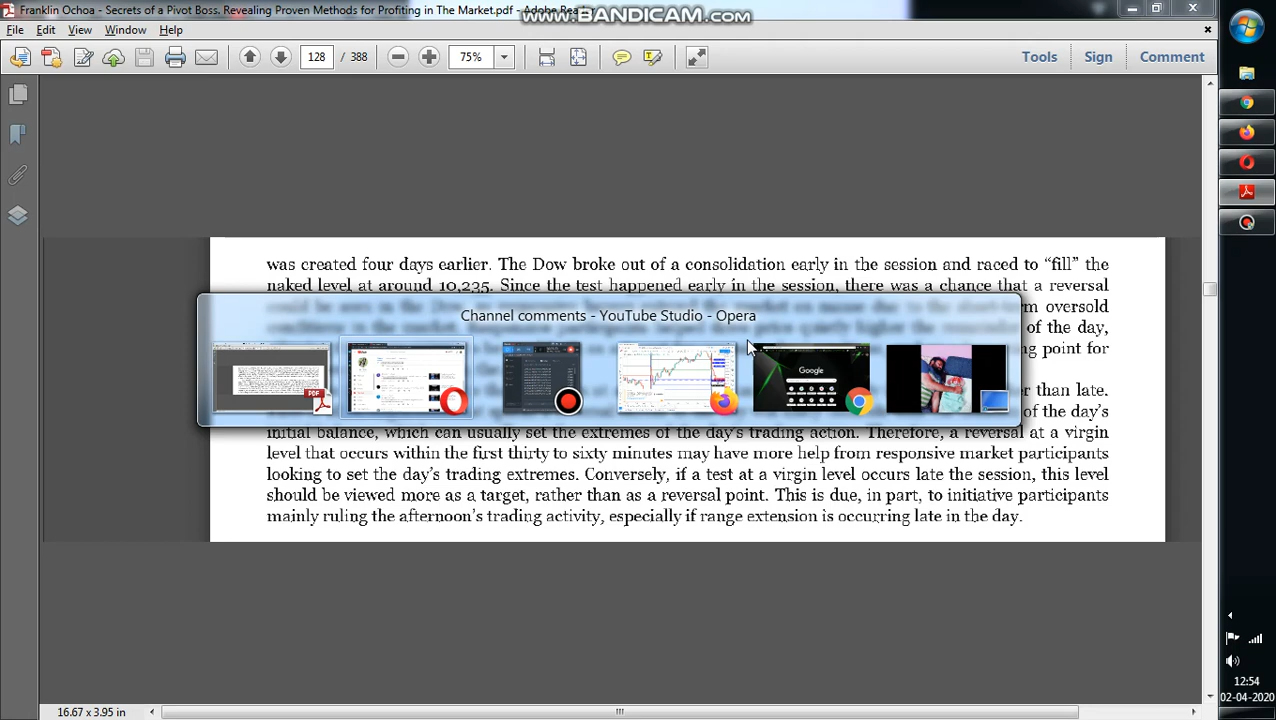 Franklin Ochoa - Secrets of a Pivot Boss. Revealing Proven Methods for Profiting in The Market.pdf - Adobe Rea
www.BANDICAM.com
File Edit View Window Help
128 / 388
75%
Tools Sign Comment
was created four days earlier. The Dow broke out of a consolidation early in the session and raced to “fill” the
naked level at around 10,235. Since the test happened early in the session, there was a chance that a reversal
oversold
of the day,
ng point for
Channel comments - YouTube Studio - Opera
Google
PDF
er than late.
of the day’s
initial balance, which can usually set the extremes of the day’s trading action. Therefore, a reversal at a virgin
level that occurs within the first thirty to sixty minutes may have more help from responsive market participants
looking to set the day’s trading extremes. Conversely, if a test at a virgin level occurs late the session, this level
should be viewed more as a target, rather than as a reversal point. This is due, in part, to initiative participants
mainly ruling the afternoon’s trading activity, especially if range extension is occurring late in the day.
16.67 x 3.95 in
12:54
02-04-2020